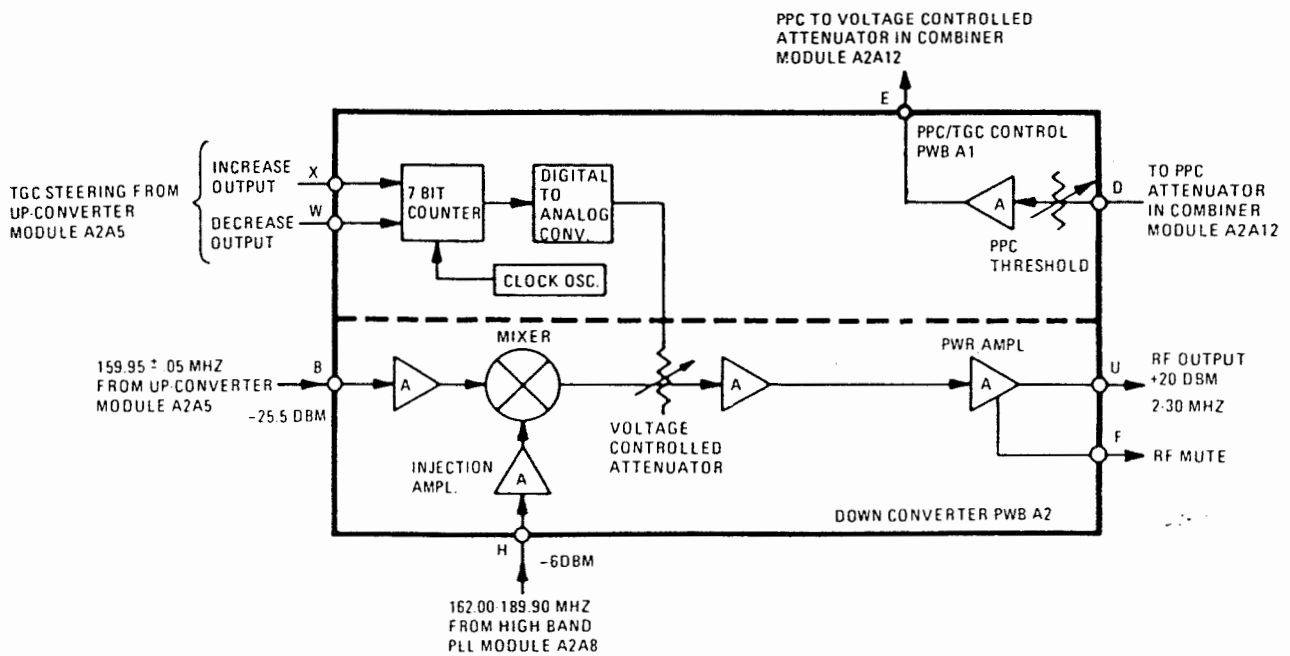 PPC TO VOLTAGE CONTROLLED
ATTENUATOR IN COMBINER
MODULE A2A12
E
PPC/TGC CONTROL
PWB A1
TGC STEERING FROM
UP-CONVERTER
MODULE A2A5
INCREASE
OUTPUT
X
DECREASE
OUTPUT
W
7 BIT
COUNTER
DIGITAL
TO
ANALOG
CONV.
CLOCK OSC.
A
PPC
THRESHOLD
D
TO PPC
ATTENUATOR
IN COMBINER
MODULE A2A12
159.95 ± .05 MHZ
FROM UP-CONVERTER
MODULE A2A5
B
-25.5 DBM
A
MIXER
INJECTION
AMPL.
A
VOLTAGE
CONTROLLED
ATTENUATOR
A
PWR AMPL
A
U
RF OUTPUT
+20 DBM
2-30 MHZ
F
RF MUTE
DOWN CONVERTER PWB A2
H
-6DBM
162.00-189.90 MHZ
FROM HIGH BAND
PLL MODULE A2A8